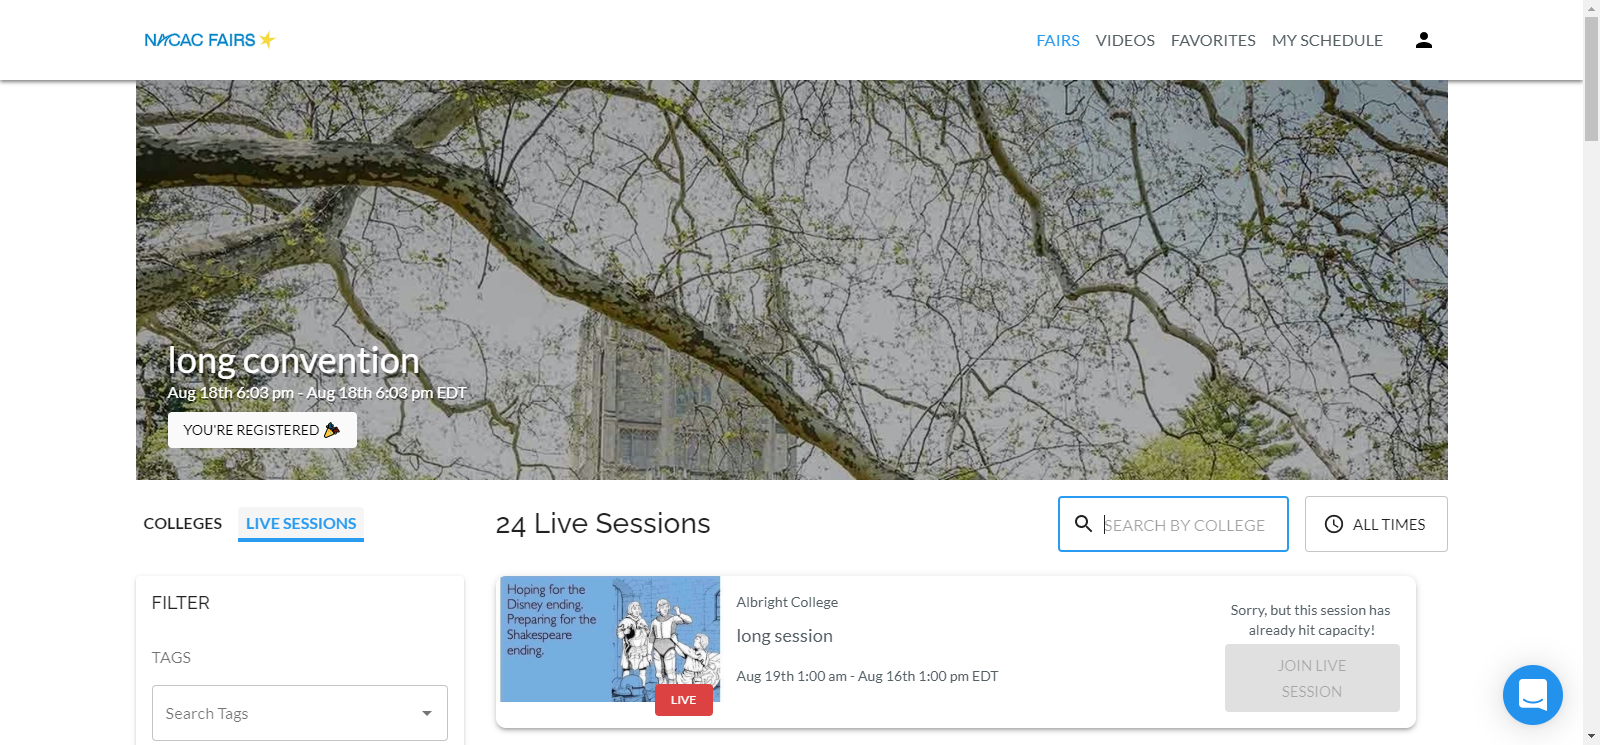 NACAC FAIRS
FAIRS VIDEOS FAVORITES MY SCHEDULE
long convention
Aug 18th 6:03 pm - Aug 18th 6:03 pm EDT
YOU'RE REGISTERED 🎉
COLLEGES LIVE SESSIONS
24 Live Sessions
SEARCH BY COLLEGE
ALL TIMES
FILTER
TAGS
Search Tags
Hoping for the
Disney ending.
Preparing for the
Shakespeare
ending.
LIVE
Albright College
long session
Aug 19th 1:00 am - Aug 16th 1:00 pm EDT
Sorry, but this session has
already hit capacity!
JOIN LIVE
SESSION